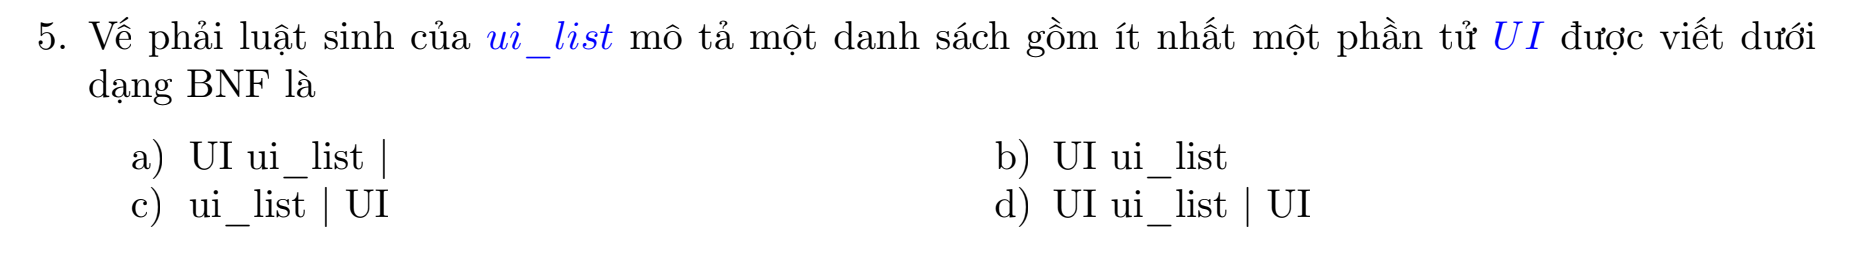 5. Vế phải luật sinh của ui_list mô tả một danh sách gồm ít nhất một phần tử UI được viết dưới
dạng BNF là
a) UI ui_list |
b) UI ui_list
c) ui_list | UI
d) UI ui_list | UI